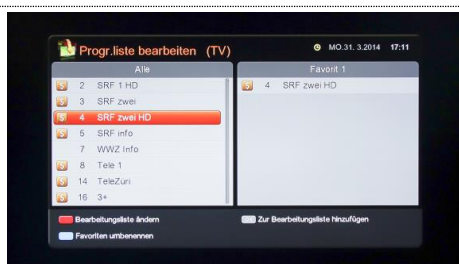 Progr.liste bearbeiten (TV)
MO.31. 3.2014 17:11
Alle
Favorit 1
2 SRF 1 HD
3 SRF zwei
4 SRF zwei HD
5 SRF info
7 WWZ Info
8 Tele 1
14 TeleZüri
16 3+
4 SRF zwei HD
Bearbeitungsliste ändern
Zur Bearbeitungsliste hinzufügen
Favoriten umbenennen